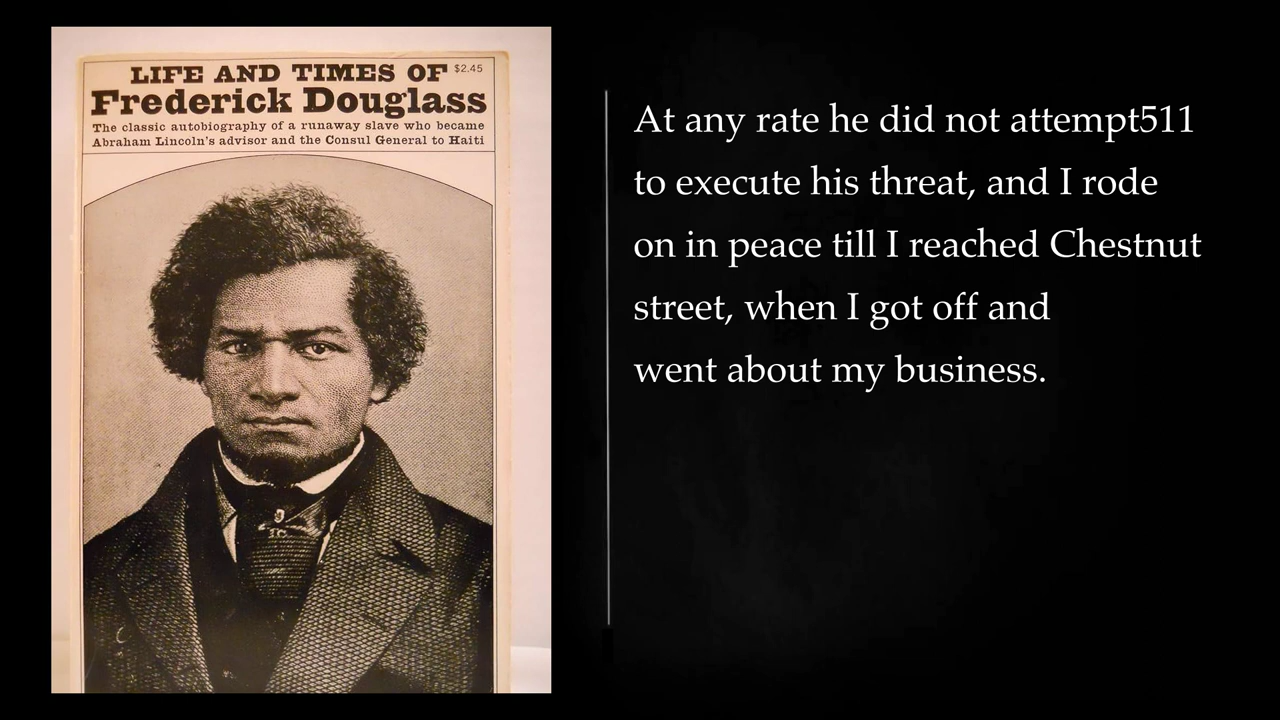 LIFE AND TIMES OF $2.45
Frederick Douglass
The classic autobiography of a runaway slave who became
Abraham Lincoln's advisor and the Consul General to Haiti
At any rate he did not attempt511
to execute his threat, and I rode
on in peace till I reached Chestnut
street, when I got off and
went about my business.